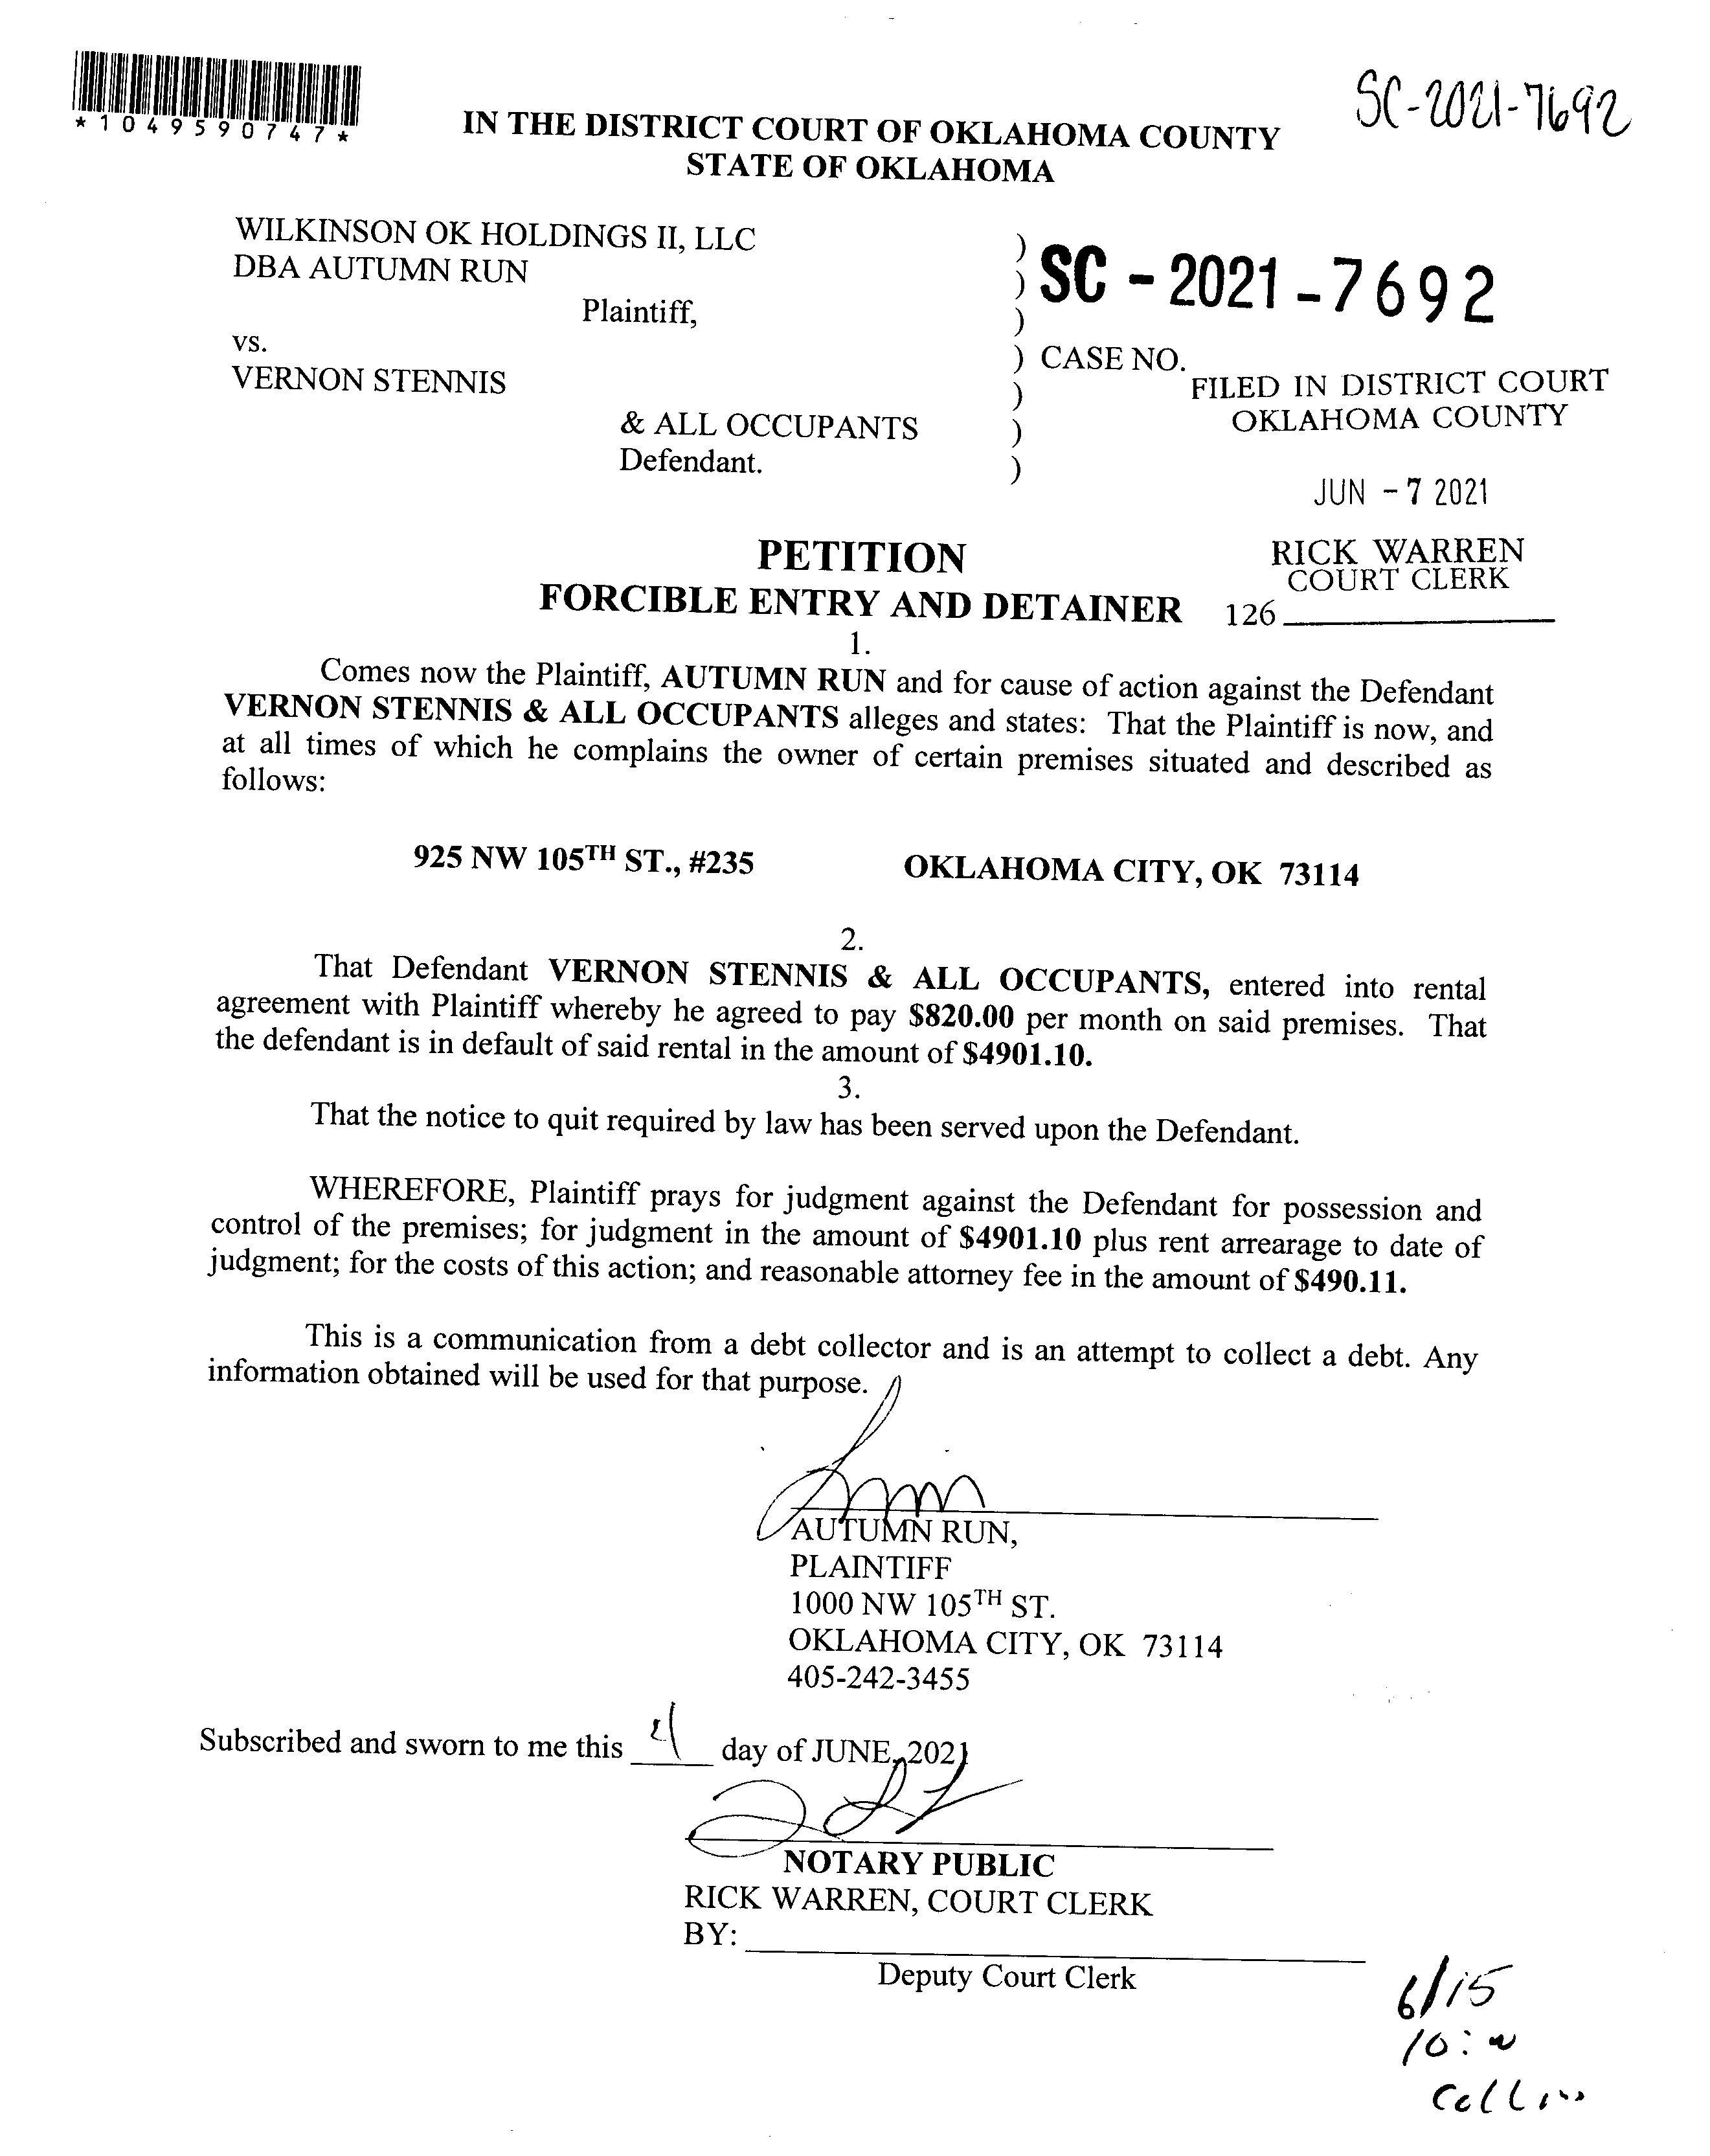 *1049590747*
SC-2021-7692
IN THE DISTRICT COURT OF OKLAHOMA COUNTY
STATE OF OKLAHOMA
WILKINSON OK HOLDINGS II, LLC
DBA AUTUMN RUN
Plaintiff,
vs.
VERNON STENNIS
& ALL OCCUPANTS
Defendant.
)
)
)
)
)
)
)
SC - 2021 - 7692
CASE NO.
FILED IN DISTRICT COURT
OKLAHOMA COUNTY
JUN - 7 2021
RICK WARREN
COURT CLERK
126
PETITION
FORCIBLE ENTRY AND DETAINER
1.
Comes now the Plaintiff, AUTUMN RUN and for cause of action against the Defendant
VERNON STENNIS & ALL OCCUPANTS alleges and states: That the Plaintiff is now, and
at all times of which he complains the owner of certain premises situated and described as
follows:
925 NW 105TH ST., #235 OKLAHOMA CITY, OK 73114
2.
That Defendant VERNON STENNIS & ALL OCCUPANTS, entered into rental
agreement with Plaintiff whereby he agreed to pay $820.00 per month on said premises. That
the defendant is in default of said rental in the amount of $4901.10.
3.
That the notice to quit required by law has been served upon the Defendant.
WHEREFORE, Plaintiff prays for judgment against the Defendant for possession and
control of the premises; for judgment in the amount of $4901.10 plus rent arrearage to date of
judgment; for the costs of this action; and reasonable attorney fee in the amount of $490.11.
This is a communication from a debt collector and is an attempt to collect a debt. Any
information obtained will be used for that purpose.
AUTUMN RUN,
PLAINTIFF
1000 NW 105TH ST.
OKLAHOMA CITY, OK 73114
405-242-3455
Subscribed and sworn to me this 4 day of JUNE, 2021
NOTARY PUBLIC
RICK WARREN, COURT CLERK
BY:
Deputy Court Clerk
6/15
10: